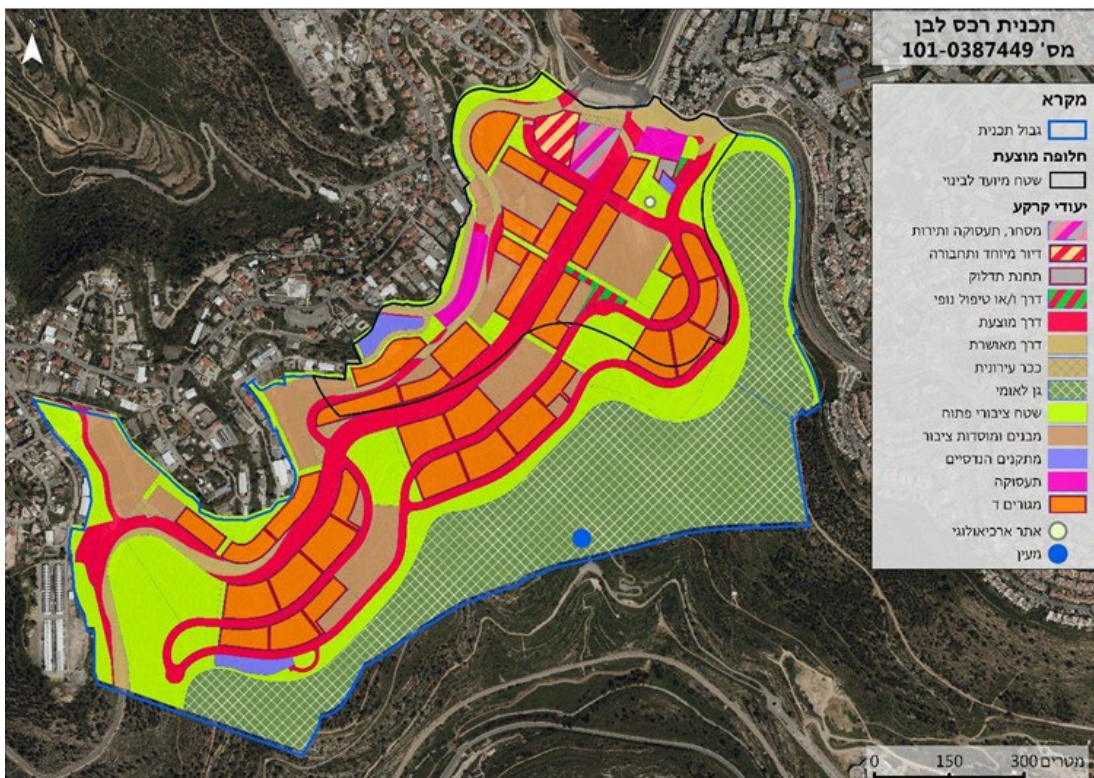 תכנית רכס לבן
מס' 101-0387449
מקרא
גבול תכנית
חלופה מוצעת
שטח מיועד לבינוי
יעודי קרקע
מסחר, תעסוקה ותירות
דיור מיוחד ותחבורה
תחנת תדלוק
דרך ו/או טיפול נופי
דרך מוצעת
דרך מאושרת
ככר עירונית
גן לאומי
שטח ציבורי פתוח
מבנים ומוסדות ציבור
מתקנים הנדסיים
תעסוקה
מגורים ד
אתר ארכיאולוגי
מעין
0 150 300 מטרים